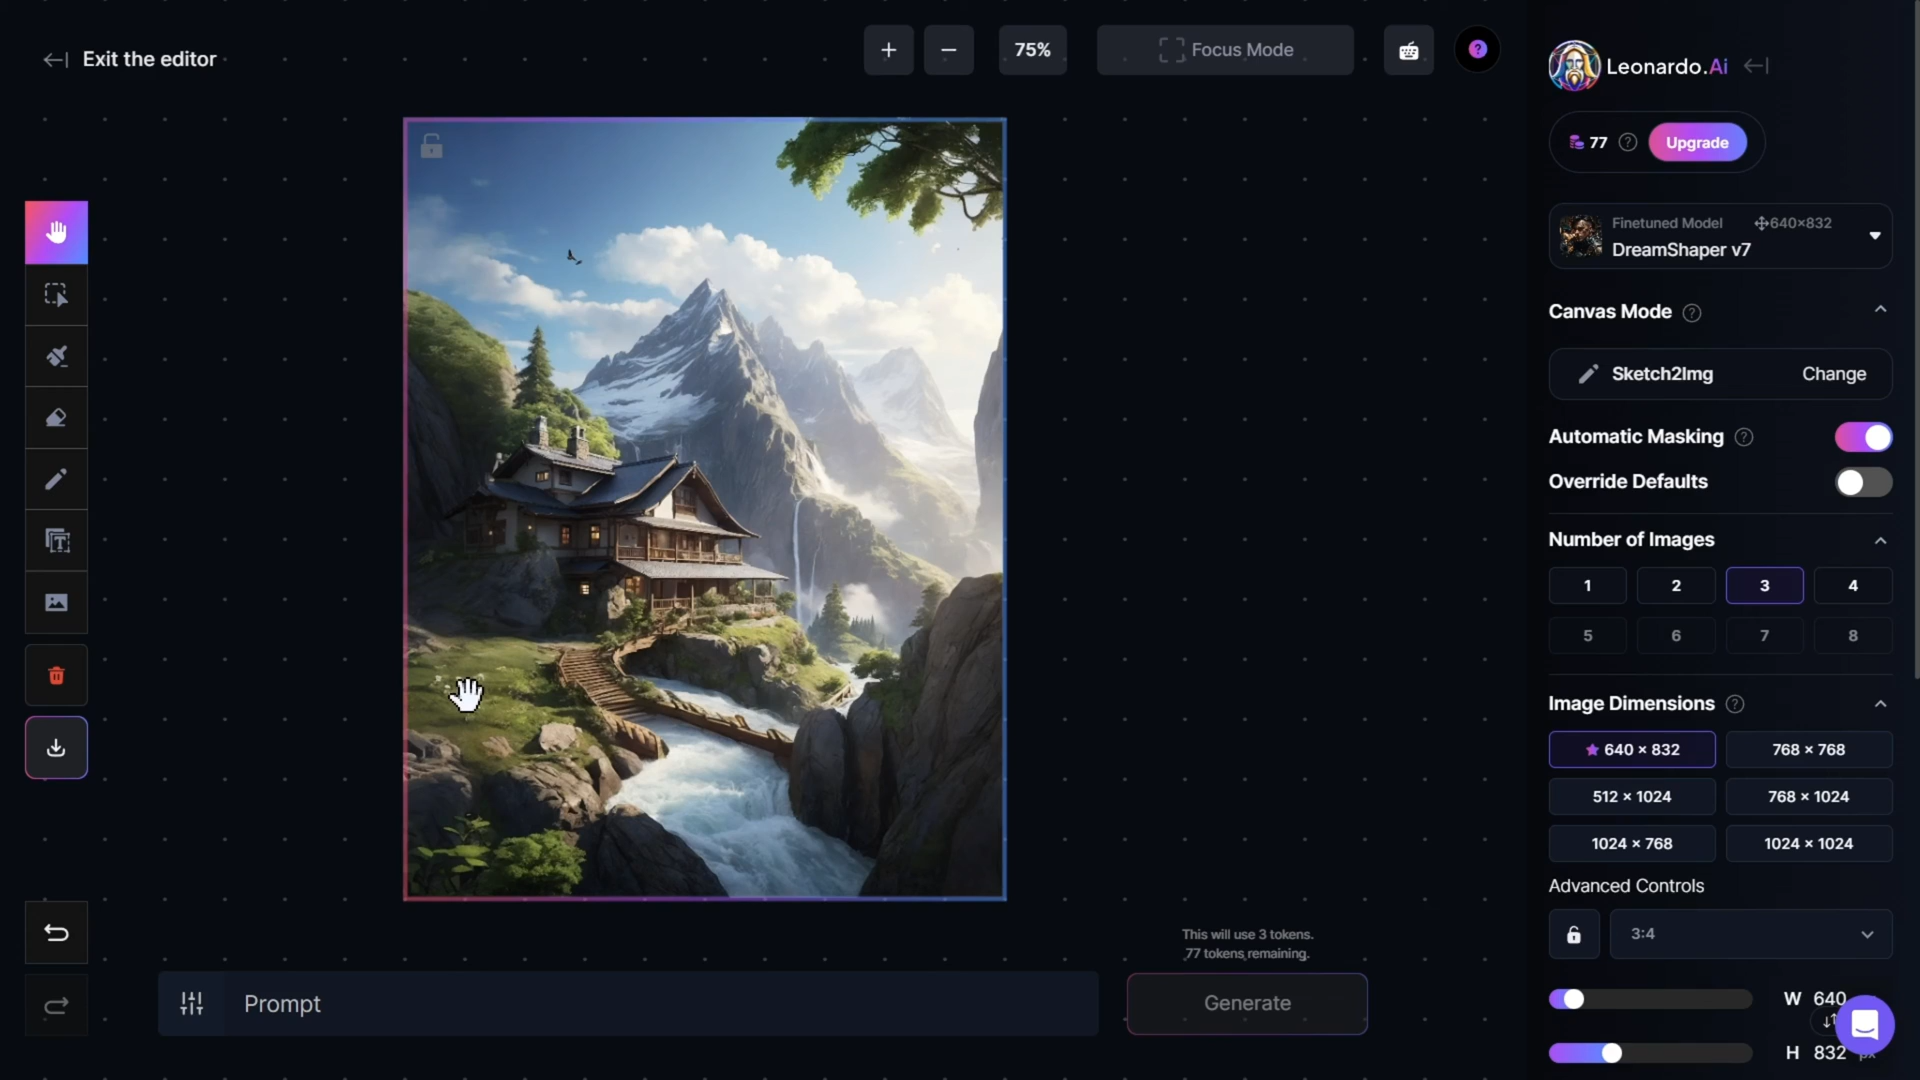 Exit the editor
75%
Focus Mode
Leonardo.Ai
77
Upgrade
Finetuned Model
640×832
DreamShaper v7
Canvas Mode
Sketch2Img
Change
Automatic Masking
Override Defaults
Number of Images
1
2
3
4
5
6
7
8
Image Dimensions
640 × 832
768 × 768
512 × 1024
768 × 1024
1024 × 768
1024 × 1024
Advanced Controls
3:4
W 640
H 832 px
This will use 3 tokens.
77 tokens remaining.
Prompt
Generate